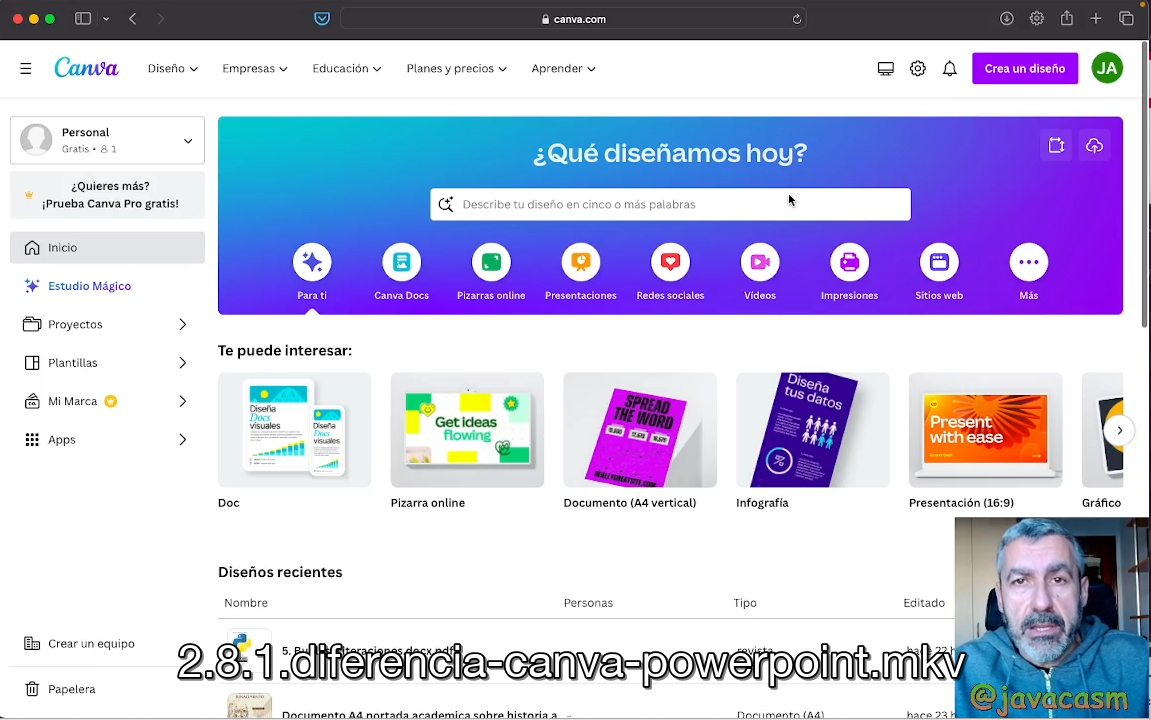 canva.com
Canva
Diseño
Empresas
Educación
Planes y precios
Aprender
Crea un diseño
JA
Personal
Gratis • 1
¿Quieres más?
¡Prueba Canva Pro gratis!
Inicio
Estudio Mágico
Proyectos
Plantillas
Mi Marca
Apps
Crear un equipo
Papelera
¿Qué diseñamos hoy?
Describe tu diseño en cinco o más palabras
Para ti
Canva Docs
Pizarras online
Presentaciones
Redes sociales
Vídeos
Impresiones
Sitios web
Más
Te puede interesar:
Diseña
Docs
visuales
Diseña
Docs
visuales
Get ideas
flowing
SPREAD
THE WORD
Diseña
tus datos
Present
with ease
Doc
Pizarra online
Documento (A4 vertical)
Infografía
Presentación (16:9)
Gráfico
Diseños recientes
Nombre
Personas
Tipo
Editado
revista
Documento A4 portada academica sobre historia a
Documento (A4)
hace 22 h
2.8.1.diferencia-canva-powerpoint.mkv
@javacasm